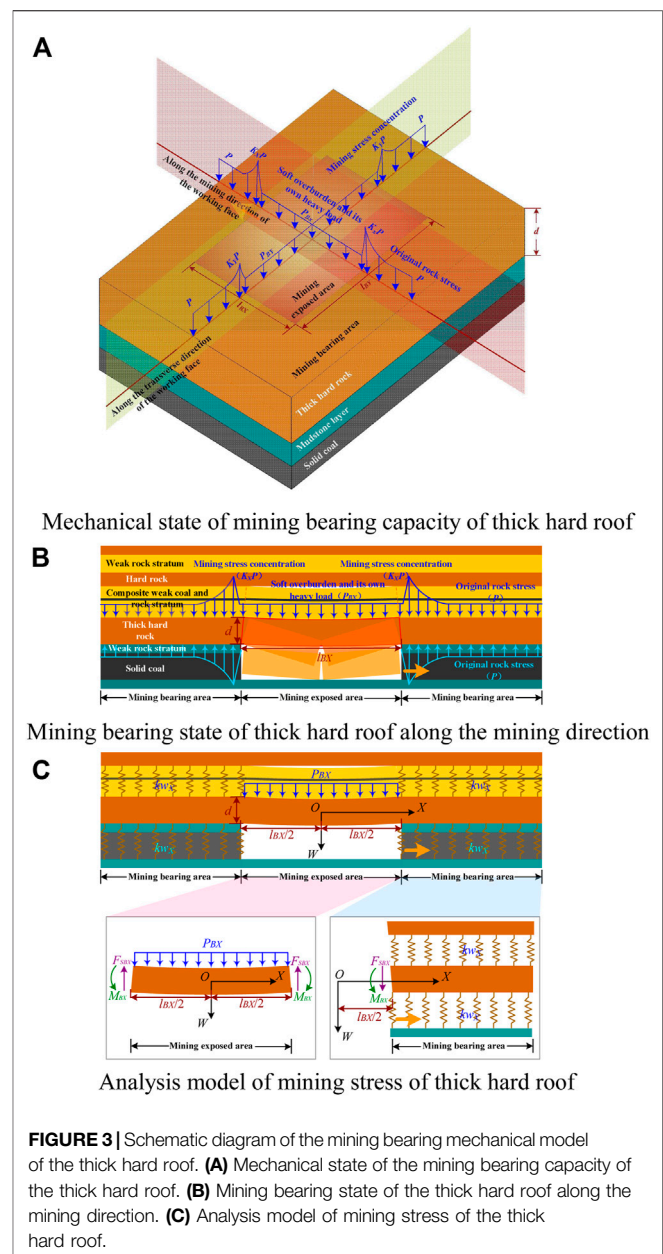 A
P
KxP
Mining stress concentration
KyP
P
Along the mining direction of
the working face
Soft overburden and its
own heavy load
PBX
KxP
Original rock stress
P
d
P
KyP
PBY
lBX
Mining
exposed area
lBY
Mining bearing area
Along the transverse direction
of the working face
Thick hard rock
Mudstone layer
Solid coal
Mechanical state of mining bearing capacity of thick hard roof
B
Weak rock stratum
Mining stress concentration
(KXP)
Mining stress concentration
(KXP)
Hard rock
Composite weak coal and
rock stratum
Soft overburden and its own
heavy load (pBX)
Original rock stress
(P)
Thick hard
rock
d
Weak rock stratum
lBX
Solid coal
Original rock stress
(P)
Mining bearing area
Mining exposed area
Mining bearing area
Mining bearing state of thick hard roof along the mining direction
C
PBX
kwx
kwx
d
O
X
lBX/2
lBX/2
W
kwx
kwx
Mining bearing area
Mining exposed area
Mining bearing area
PBX
FSBX
MBX
O
X
FSBX
MBX
lBX/2
lBX/2
W
Mining exposed area
kwx
O
FSBX
MBX
X
lBX/2
kwx
W
Mining bearing area
Analysis model of mining stress of thick hard roof
FIGURE 3 | Schematic diagram of the mining bearing mechanical model
of the thick hard roof. (A) Mechanical state of the mining bearing capacity of
the thick hard roof. (B) Mining bearing state of the thick hard roof along the
mining direction. (C) Analysis model of mining stress of the thick
hard roof.